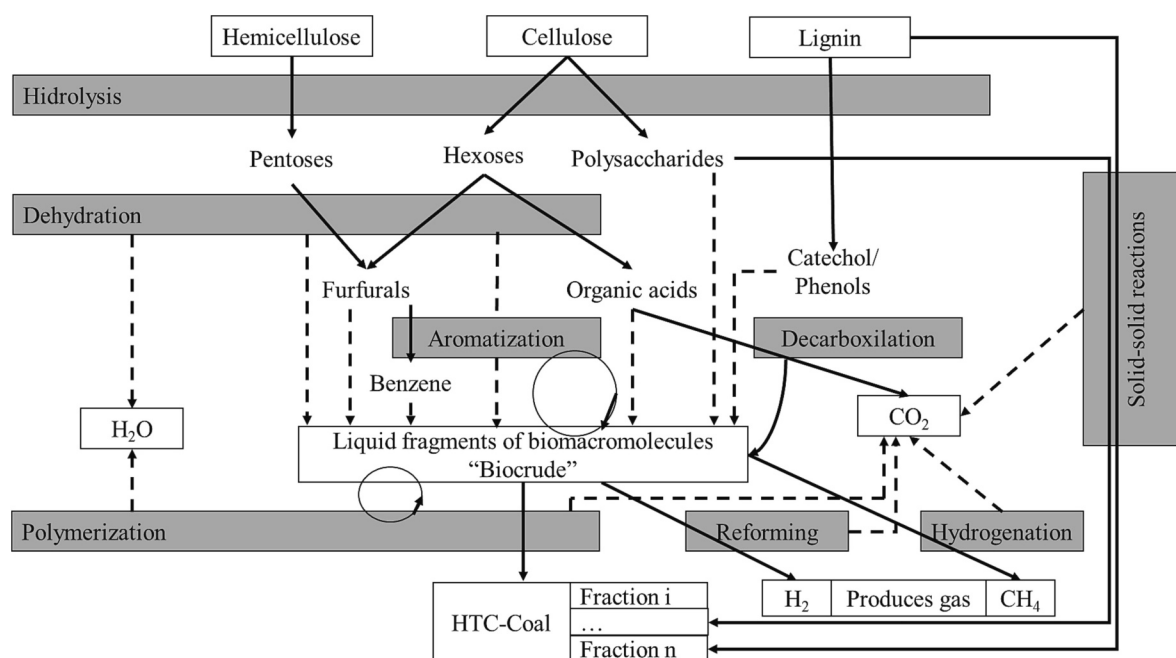 Hemicellulose
Cellulose
Lignin
Hidrolysis
Pentoses
Hexoses
Polysaccharides
Dehydration
Solid-solid reactions
Furfurals
Organic acids
Catechol/
Phenols
Aromatization
Decarboxilation
Benzene
H₂O
CO₂
Liquid fragments of biomacromolecules
“Biocrude”
Polymerization
Reforming
Hydrogenation
HTC-Coal
Fraction i
...
Fraction n
H₂
Produces gas
CH₄